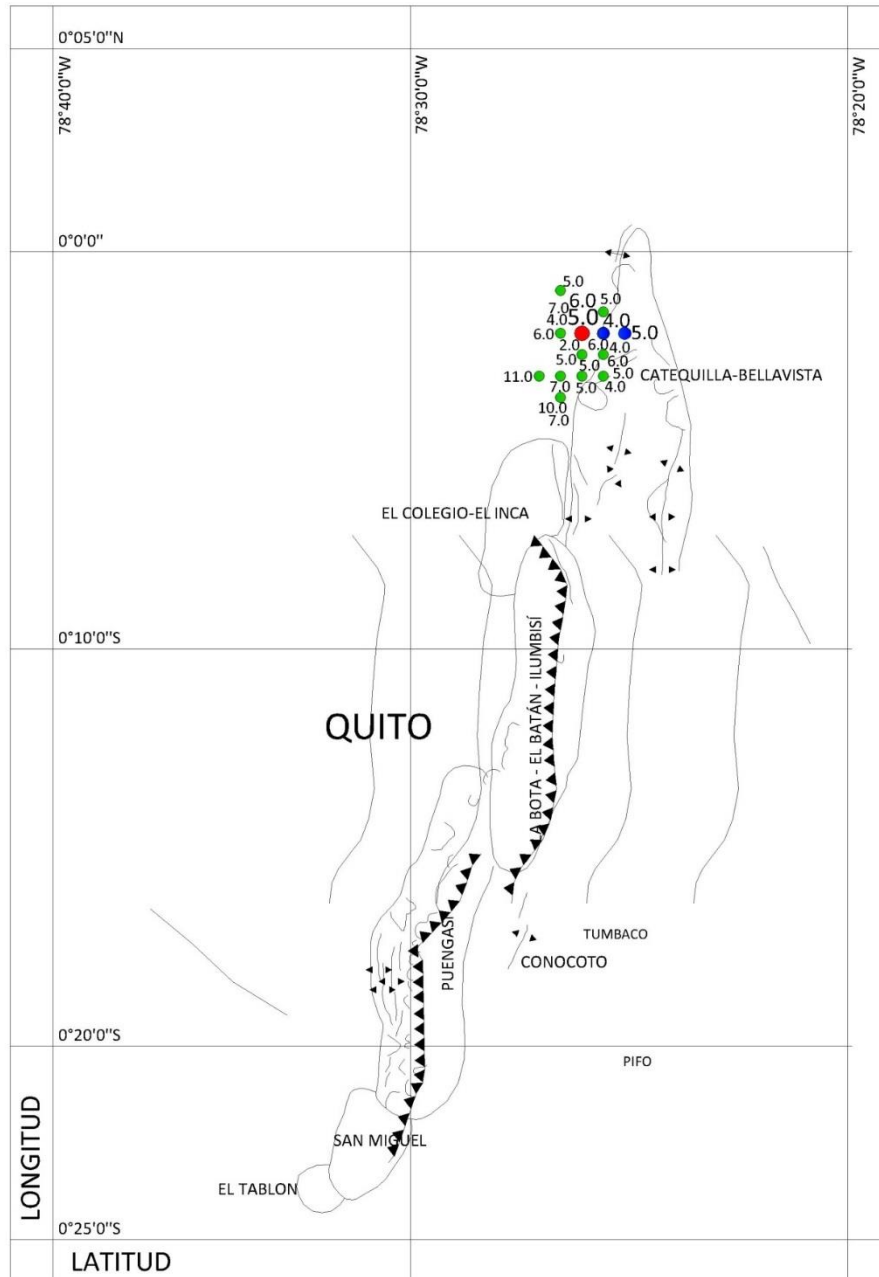 0°05'0"N
78°40'0"W
78°30'0"W
78°20'0"W
0°0'0"
5.0
7.0 6.0 5.0
4.0 5.0 4.0
6.0 5.0
2.0 6.0 4.0
5.0 5.0 6.0
11.0 5.0 CATEQUILLA-BELLAVISTA
7.0 5.0 4.0
10.0
7.0
EL COLEGIO-EL INCA
0°10'0"S
LA BOTA - EL BATÁN - ILUMBISÍ
QUITO
PUENGASÍ
TUMBACO
CONOCOTO
0°20'0"S
PIFO
SAN MIGUEL
EL TABLON
0°25'0"S
LONGITUD
LATITUD